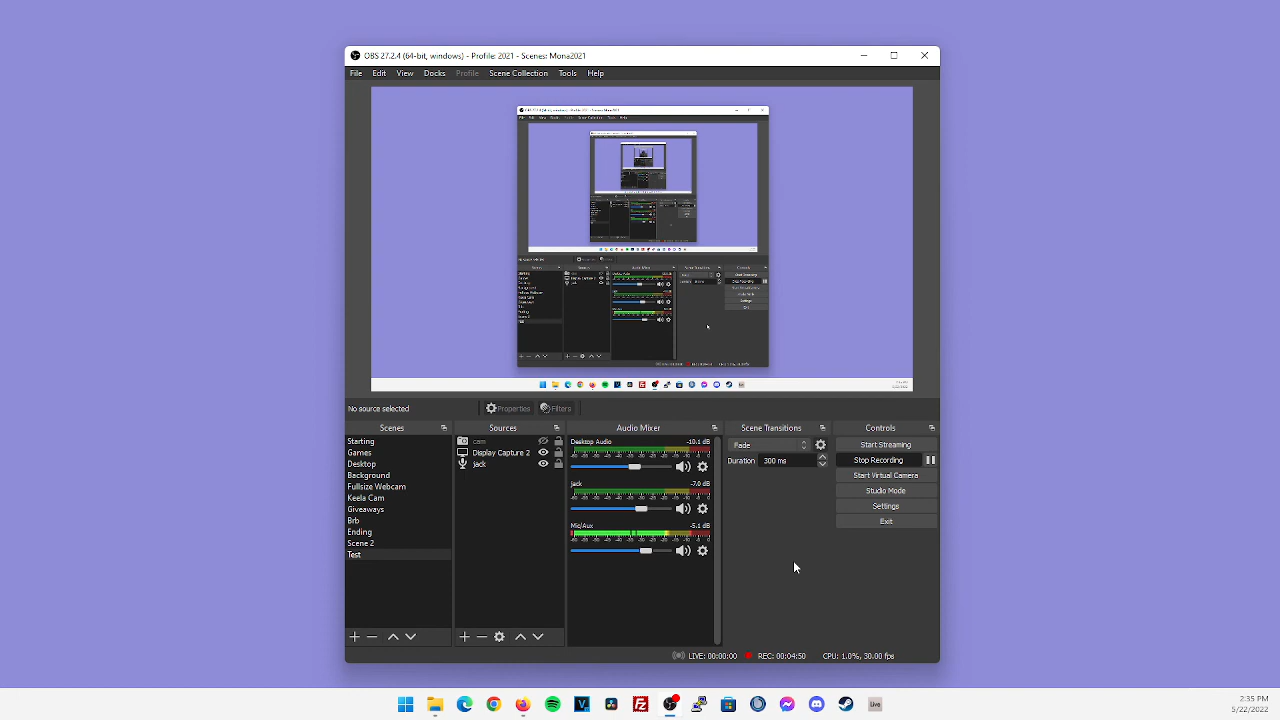 OBS 27.2.4 (64-bit, windows) - Profile: 2021 - Scenes: Mona2021
File Edit View Docks Profile Scene Collection Tools Help
No source selected Properties Filters
Scenes
Starting
Games
Desktop
Background
Fullsize Webcam
Keela Cam
Giveaways
Brb
Ending
Scene 2
Test
Sources
cam
Display Capture 2
jack
Audio Mixer
Desktop Audio -10.1 dB
jack -7.0 dB
Mic/Aux -5.1 dB
Scene Transitions
Fade
Duration 300 ms
Controls
Start Streaming
Stop Recording
Start Virtual Camera
Studio Mode
Settings
Exit
LIVE: 00:00:00 REC: 00:04:50 CPU: 1.0%, 30.00 fps
Live
2:35 PM
5/22/2022